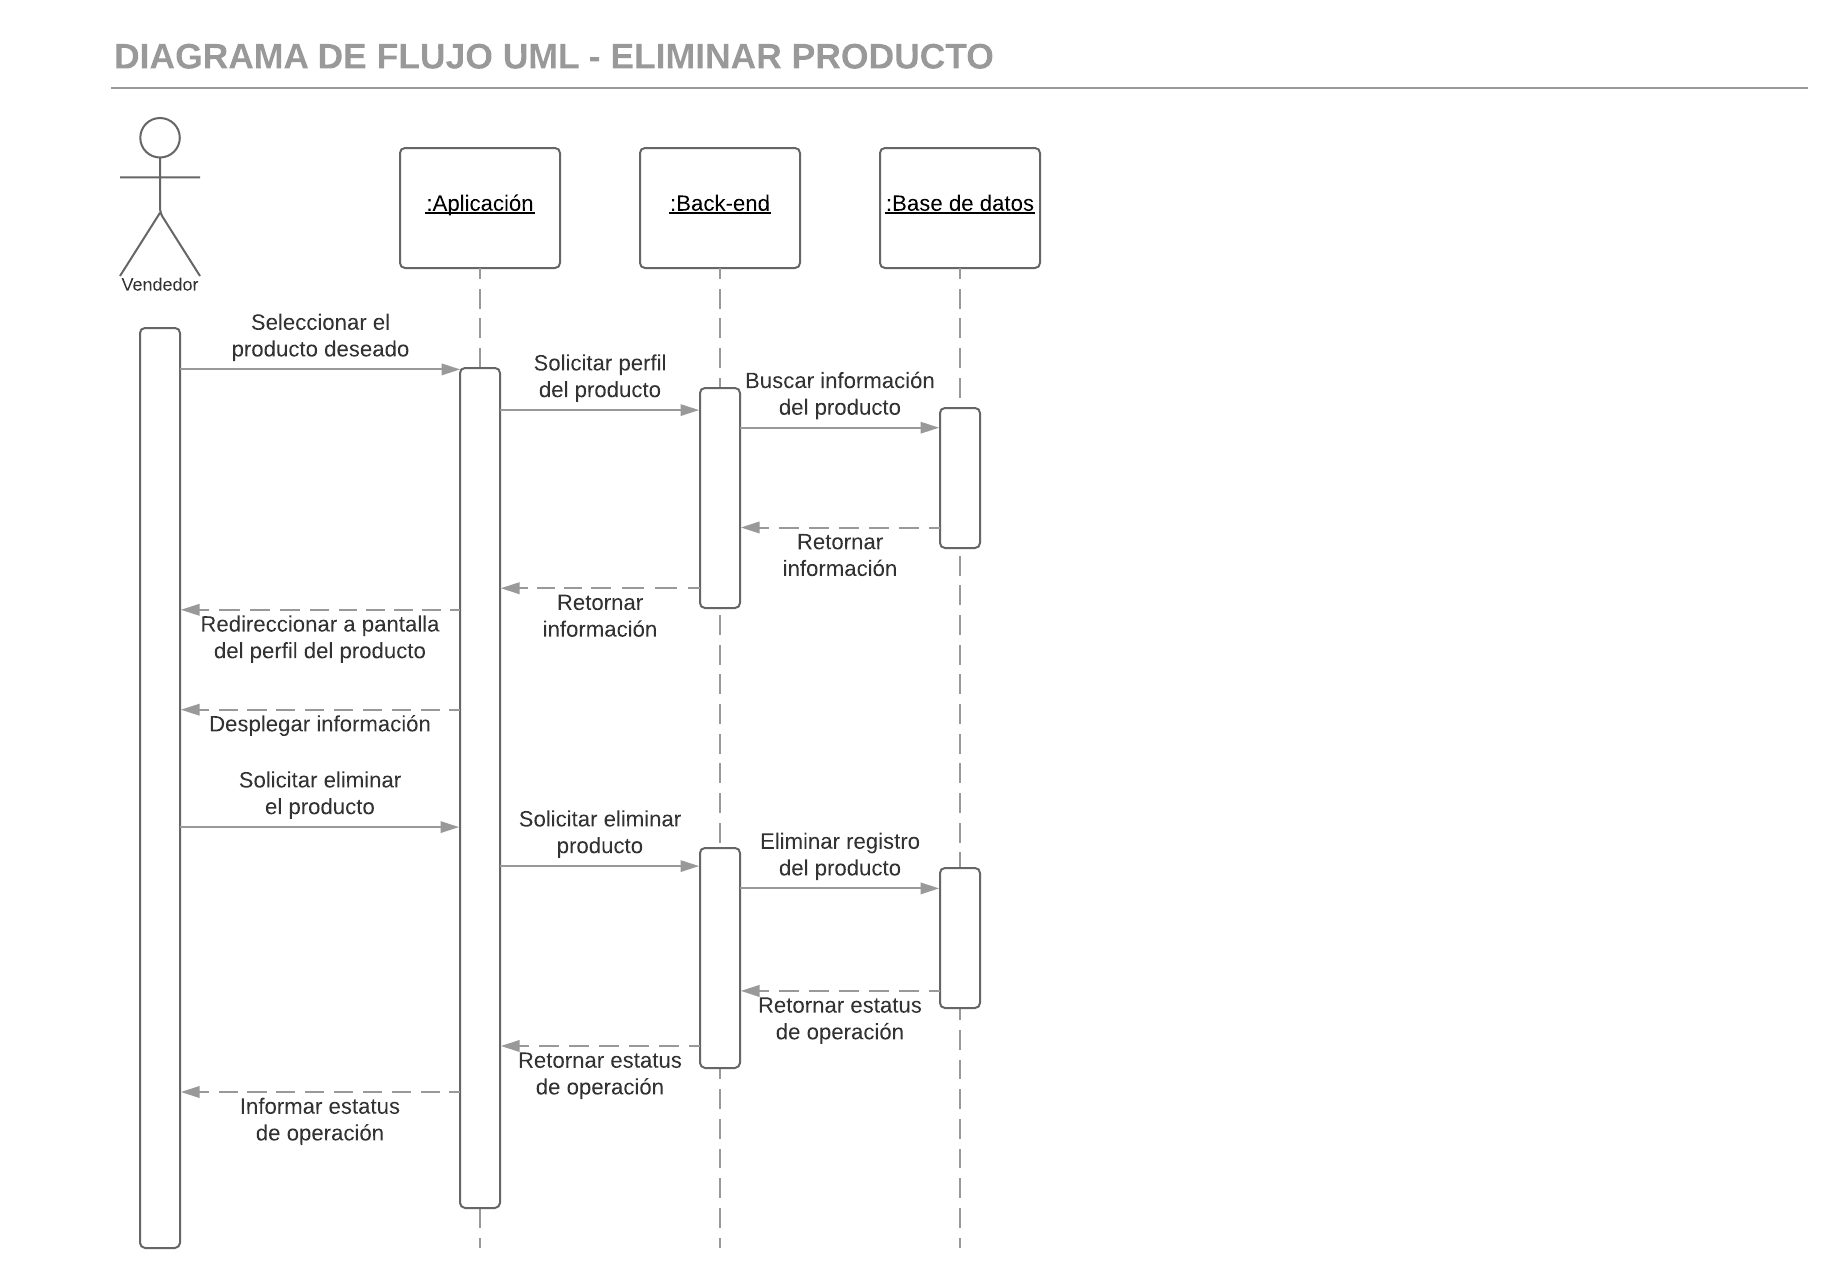 DIAGRAMA DE FLUJO UML - ELIMINAR PRODUCTO
:Aplicación
:Back-end
:Base de datos
Vendedor
Seleccionar el
producto deseado
Solicitar perfil
del producto
Buscar información
del producto
Retornar
información
Retornar
información
Redireccionar a pantalla
del perfil del producto
Desplegar información
Solicitar eliminar
el producto
Solicitar eliminar
producto
Eliminar registro
del producto
Retornar estatus
de operación
Retornar estatus
de operación
Informar estatus
de operación